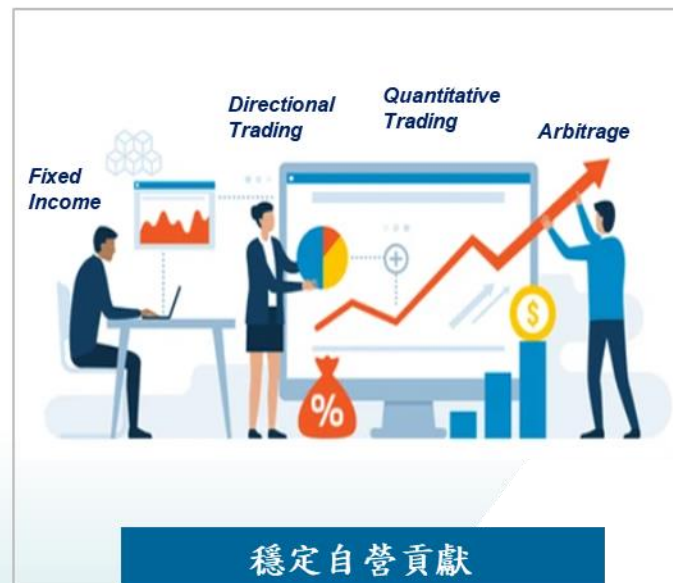 Directional
Trading
Quantitative
Trading
Arbitrage
Fixed
Income
$
%
穩定自營貢獻